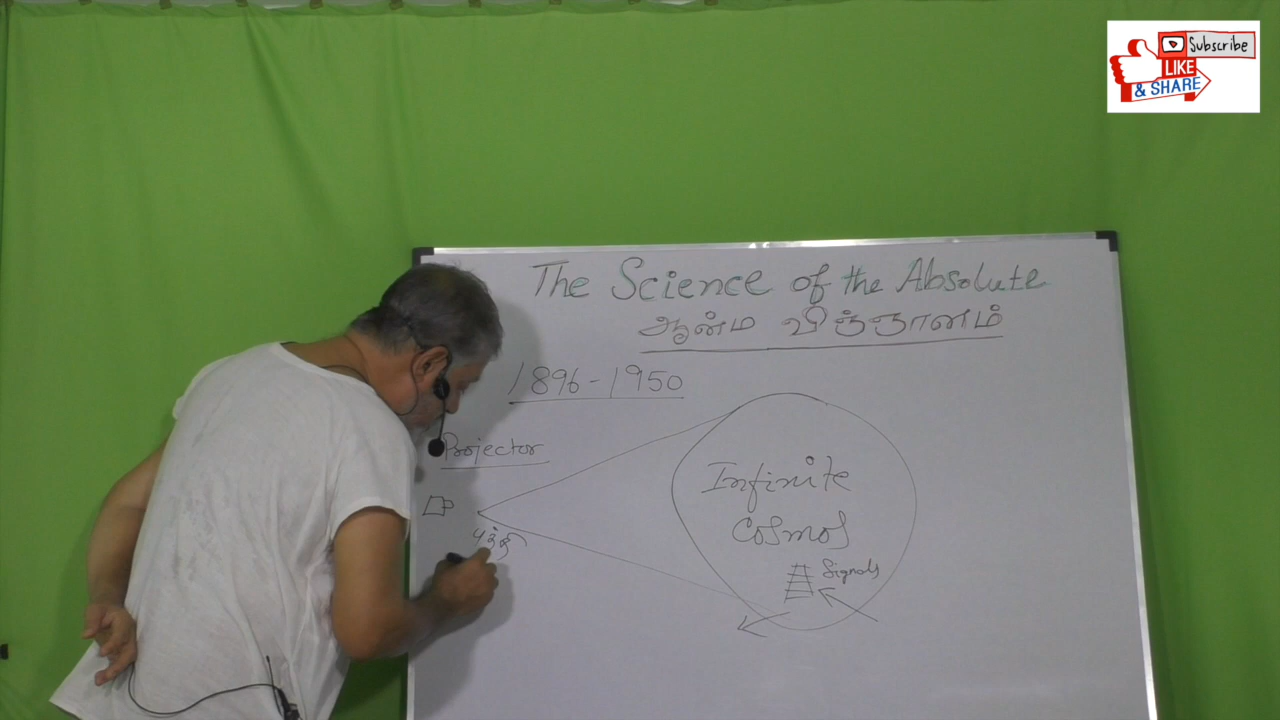 Subscribe
LIKE
& SHARE
The Science of the Absolute
ஆன்ம விஞ்ஞானம்
1896-1950
Projector
Infinite
Cosmos
புத்தி
Signals